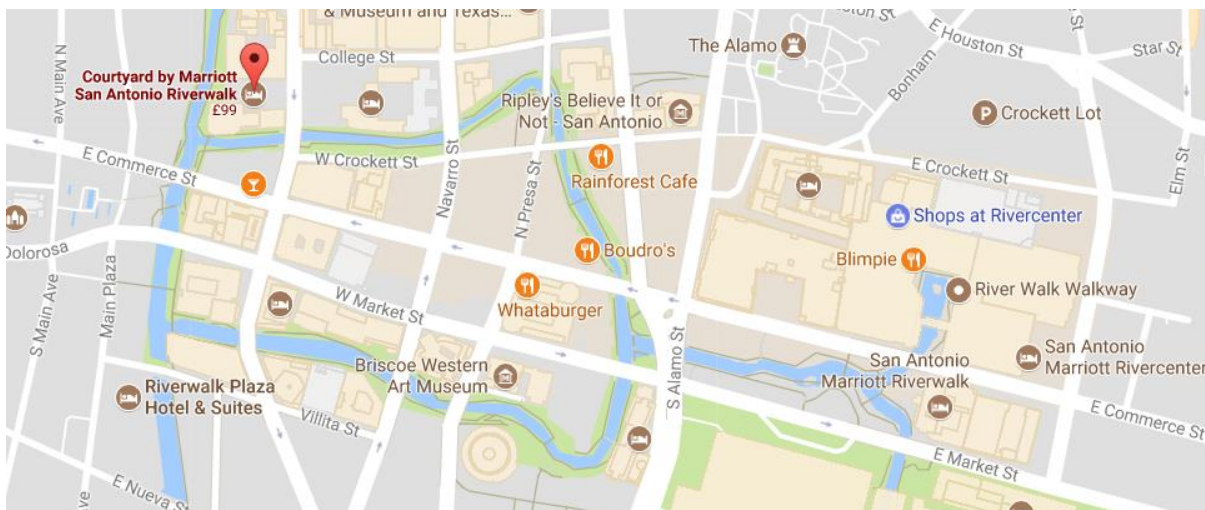 & Museum and Texas...
N Main Ave
College St
Courtyard by Marriott
San Antonio Riverwalk
£99
The Alamo
E Houston St
Star St
Bonham
Ripley's Believe It or
Not - San Antonio
Crockett Lot
E Commerce St
W Crockett St
Navarro St
N Presa St
Rainforest Cafe
E Crockett St
Elm St
Shops at Rivercenter
Dolorosa
Main Plaza
Boudro's
Blimpie
Whataburger
River Walk Walkway
S Main Ave
W Market St
S Alamo St
Briscoe Western
Art Museum
San Antonio
Marriott Riverwalk
San Antonio
Marriott Rivercenter
Riverwalk Plaza
Hotel & Suites
Villita St
E Commerce St
E Market St
E Nueva St
P